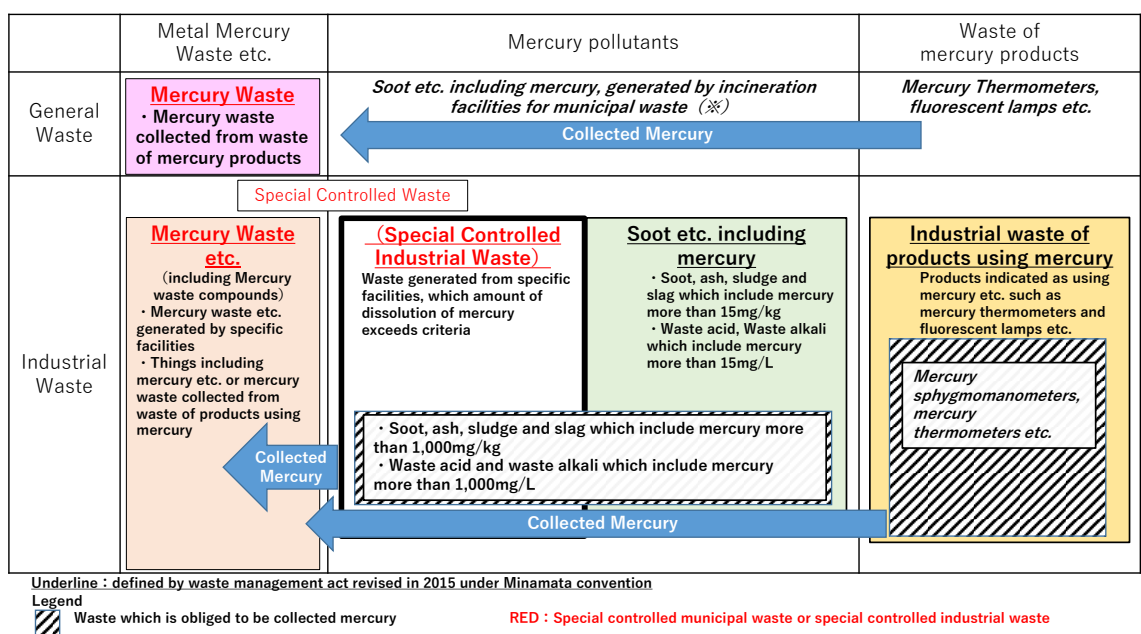 Metal Mercury
Waste etc.
Mercury pollutants
Waste of
mercury products
General
Waste
Mercury Waste
・Mercury waste
collected from waste
of mercury products
Soot etc. including mercury, generated by incineration
facilities for municipal waste（※）
Mercury Thermometers,
fluorescent lamps etc.
Collected Mercury
Special Controlled Waste
Industrial
Waste
Mercury Waste
etc.
（including Mercury
waste compounds）
・Mercury waste etc.
generated by specific
facilities
・Things including
mercury etc. or mercury
waste collected from
waste of products using
mercury
（Special Controlled
Industrial Waste）
Waste generated from specific
facilities, which amount of
dissolution of mercury
exceeds criteria
Soot etc. including
mercury
・Soot, ash, sludge and
slag which include mercury
more than 15mg/kg
・Waste acid, Waste alkali
which include mercury
more than 15mg/L
Industrial waste of
products using mercury
Products indicated as using
mercury etc. such as
mercury thermometers and
fluorescent lamps etc.
Mercury
sphygmomanometers,
mercury
thermometers etc.
・Soot, ash, sludge and slag which include mercury more
than 1,000mg/kg
・Waste acid and waste alkali which include mercury
more than 1,000mg/L
Collected
Mercury
Collected Mercury
Underline：defined by waste management act revised in 2015 under Minamata convention
Legend
Waste which is obliged to be collected mercury
RED：Special controlled municipal waste or special controlled industrial waste